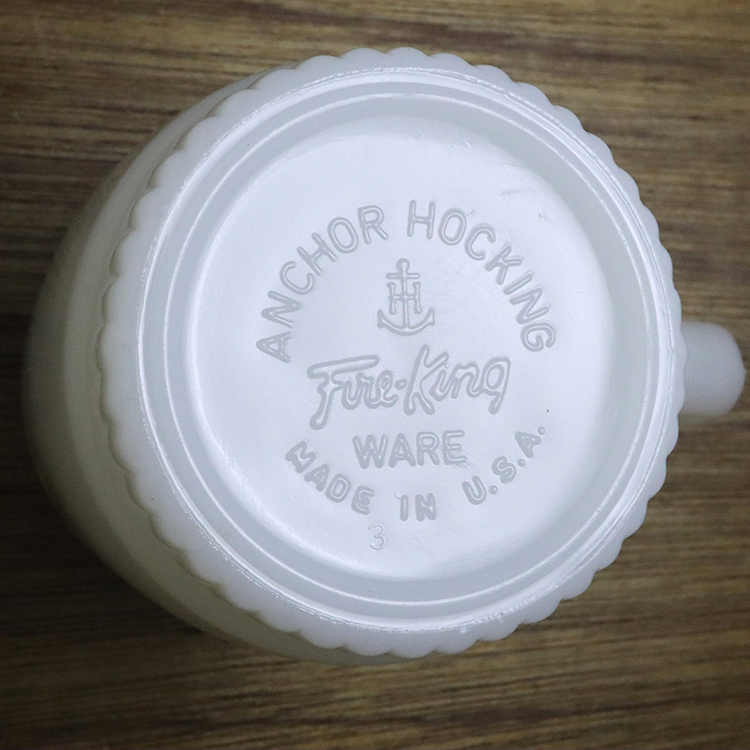 ANCHOR HOCKING
H
Fire-King
WARE
MADE IN U.S.A.
3